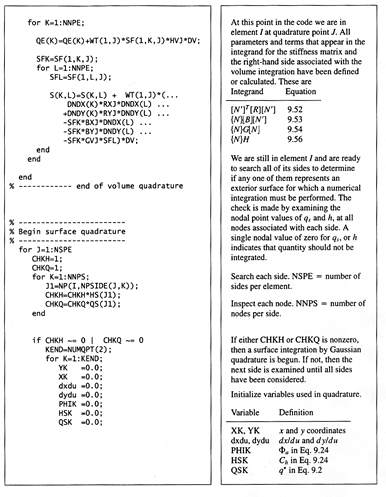 for K=1:NNPE;
QE(K)=QE(K)+WT(1,J)*SF(1,K,J)*HVJ*DV;
SFK=SF(1,K,J);
for L=1:NNPE;
SFL=SF(1,L,J);
S(K,L)=S(K,L) + WT(1,J)*(...
DNDX(K)*RXJ*DNDX(L) ...
+DNDY(K)*RYJ*DNDY(L) ...
-SFK*BXJ*DNDX(L) ...
-SFK*BYJ*DNDY(L) ...
-SFK*GVJ*SFL)*DV;
end
end
end
% ------------ end of volume quadrature
% -----------------------
% Begin surface quadrature
% -----------------------
for J=1:NSPE
CHKH=1;
CHKQ=1;
for K=1:NNPS;
J1=NP(I,NPSIDE(J,K));
CHKH=CHKH*HS(J1);
CHKQ=CHKQ*QS(J1);
end
if CHKH ~= 0 | CHKQ ~= 0
KEND=NUMQPT(2);
for K=1:KEND;
YK =0.0;
XK =0.0;
dxdu =0.0;
dydu =0.0;
PHIK =0.0;
HSK =0.0;
QSK =0.0;
At this point in the code we are in
element I at quadrature point J. All
parameters and terms that appear in the
integrand for the stiffness matrix and
the right-hand side associated with the
volume integration have been defined
or calculated. These are
Integrand Equation
[N′]ᵀ[R][N′] 9.52
{N}[B][N′] 9.53
{N}G[N] 9.54
{N}H 9.56
We are still in element I and are ready
to search all of its sides to determine
if any one of them represents an
exterior surface for which a numerical
integration must be performed. The
check is made by examining the
nodal point values of qs and h, at all
nodes associated with each side. A
single nodal value of zero for qs, or h
indicates that quantity should not be
integrated.
Search each side. NSPE = number of
sides per element.
Inspect each node. NNPS = number of
nodes per side.
If either CHKH or CHKQ is nonzero,
then a surface integration by Gaussian
quadrature is begun. If not, then the
next side is examined until all sides
have been considered.
Initialize variables used in quadrature.
Variable Definition
XK, YK x and y coordinates
dxdu, dydu dx/du and dy/du
PHIK in Eq. 9.24
HSK in Eq. 9.24
QSK in Eq. 9.2